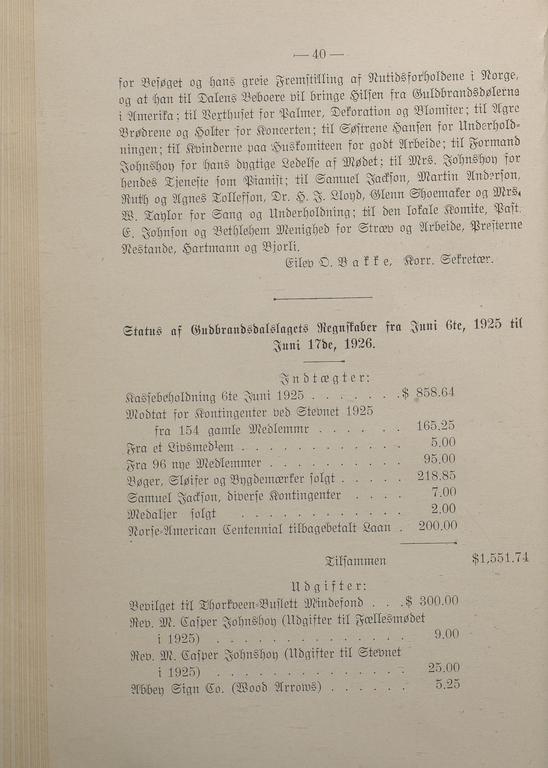 — 40 —
for Besøget og hans greie Fremstilling af Nutidsforholdene i Norge,
og at han til Dalens Beboere vil bringe Hilsen fra Guldbrandsdølerne
i Amerika; til Berthuset for Palmer, Dekoration og Blomster; til Agre
Brødrene og Holter for Koncerten; til Søstrene Hansen for Underhold-
ningen; til Kvinderne paa Huskomiteen for godt Arbeide; til Formand
Johnshoy for hans dygtige Ledelse af Mødet; til Mrs. Johnshoy for
hendes Tjeneste som Pianist; til Samuel Jackson, Martin Anderson,
Ruth og Agnes Tollefson, Dr. H. J. Lloyd, Glenn Shoemaker og Mrs.
W. Taylor for Sang og Underholdning; til den lokale Komite, Past.
E. Johnson og Bethlehem Menighed for Stræv og Arbeide, Presterne
Nestande, Hartmann og Bjorli.
Eilev O. Bakke, Korr. Sekretær.
Status af Gudbrandsdalslagets Regnskaber fra Juni 6te, 1925 til
Juni 17de, 1926.
Indtægter:
Kassebeholdning 6te Juni 1925 . . . . . . .$ 858.64
Modtat for Kontingenter ved Stevnet 1925
fra 154 gamle Medlemmr . . . . . . 165.25
Fra et Livsmedlem . . . . . . . . . . . 5.00
Fra 96 nye Medlemmer . . . . . . . . . 95.00
Bøger, Sløifer og Bygdemærker solgt . . . . . 218.85
Samuel Jackson, diverse Kontingenter . . . . 7.00
Medaljer solgt . . . . . . . . . . . 2.00
Norse-American Centennial tilbagebetalt Laan . 200.00
Tilsammen $1,551.74
Udgifter:
Bevilget til Thorkveen-Buslett Mindefond . . .$ 300.00
Rev. M. Casper Johnshoy (Udgifter til Fællesmødet
i 1925) . . . . . . . . . . . . . 9.00
Rev. M. Casper Johnshoy (Udgifter til Stevnet
i 1925) . . . . . . . . . . . . . 25.00
Abbey Sign Co. (Wood Arrows) . . . . . . 5.25